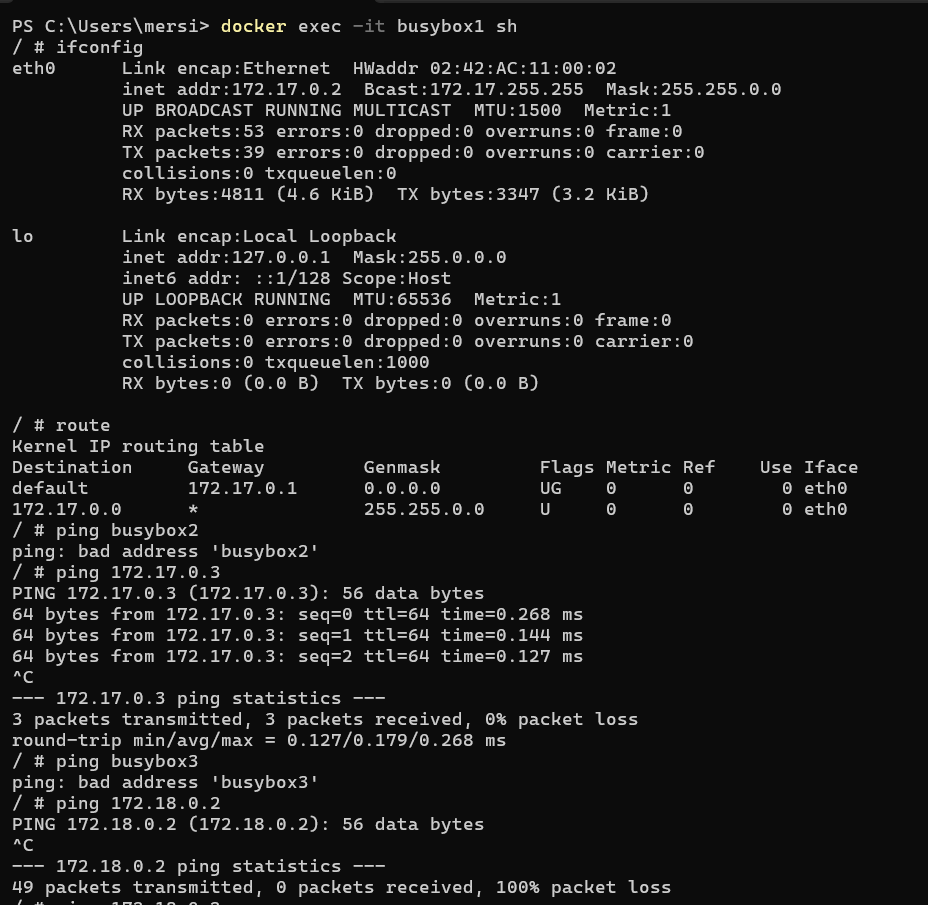 PS C:\Users\mersi> docker exec -it busybox1 sh
/ # ifconfig
eth0      Link encap:Ethernet  HWaddr 02:42:AC:11:00:02
          inet addr:172.17.0.2  Bcast:172.17.255.255  Mask:255.255.0.0
          UP BROADCAST RUNNING MULTICAST  MTU:1500  Metric:1
          RX packets:53 errors:0 dropped:0 overruns:0 frame:0
          TX packets:39 errors:0 dropped:0 overruns:0 carrier:0
          collisions:0 txqueuelen:0
          RX bytes:4811 (4.6 KiB)  TX bytes:3347 (3.2 KiB)

lo        Link encap:Local Loopback
          inet addr:127.0.0.1  Mask:255.0.0.0
          inet6 addr: ::1/128 Scope:Host
          UP LOOPBACK RUNNING  MTU:65536  Metric:1
          RX packets:0 errors:0 dropped:0 overruns:0 frame:0
          TX packets:0 errors:0 dropped:0 overruns:0 carrier:0
          collisions:0 txqueuelen:1000
          RX bytes:0 (0.0 B)  TX bytes:0 (0.0 B)

/ # route
Kernel IP routing table
Destination     Gateway         Genmask         Flags Metric Ref    Use Iface
default         172.17.0.1      0.0.0.0         UG    0      0        0 eth0
172.17.0.0      *               255.255.0.0     U     0      0        0 eth0
/ # ping busybox2
ping: bad address 'busybox2'
/ # ping 172.17.0.3
PING 172.17.0.3 (172.17.0.3): 56 data bytes
64 bytes from 172.17.0.3: seq=0 ttl=64 time=0.268 ms
64 bytes from 172.17.0.3: seq=1 ttl=64 time=0.144 ms
64 bytes from 172.17.0.3: seq=2 ttl=64 time=0.127 ms
^C
--- 172.17.0.3 ping statistics ---
3 packets transmitted, 3 packets received, 0% packet loss
round-trip min/avg/max = 0.127/0.179/0.268 ms
/ # ping busybox3
ping: bad address 'busybox3'
/ # ping 172.18.0.2
PING 172.18.0.2 (172.18.0.2): 56 data bytes
^C
--- 172.18.0.2 ping statistics ---
49 packets transmitted, 0 packets received, 100% packet loss